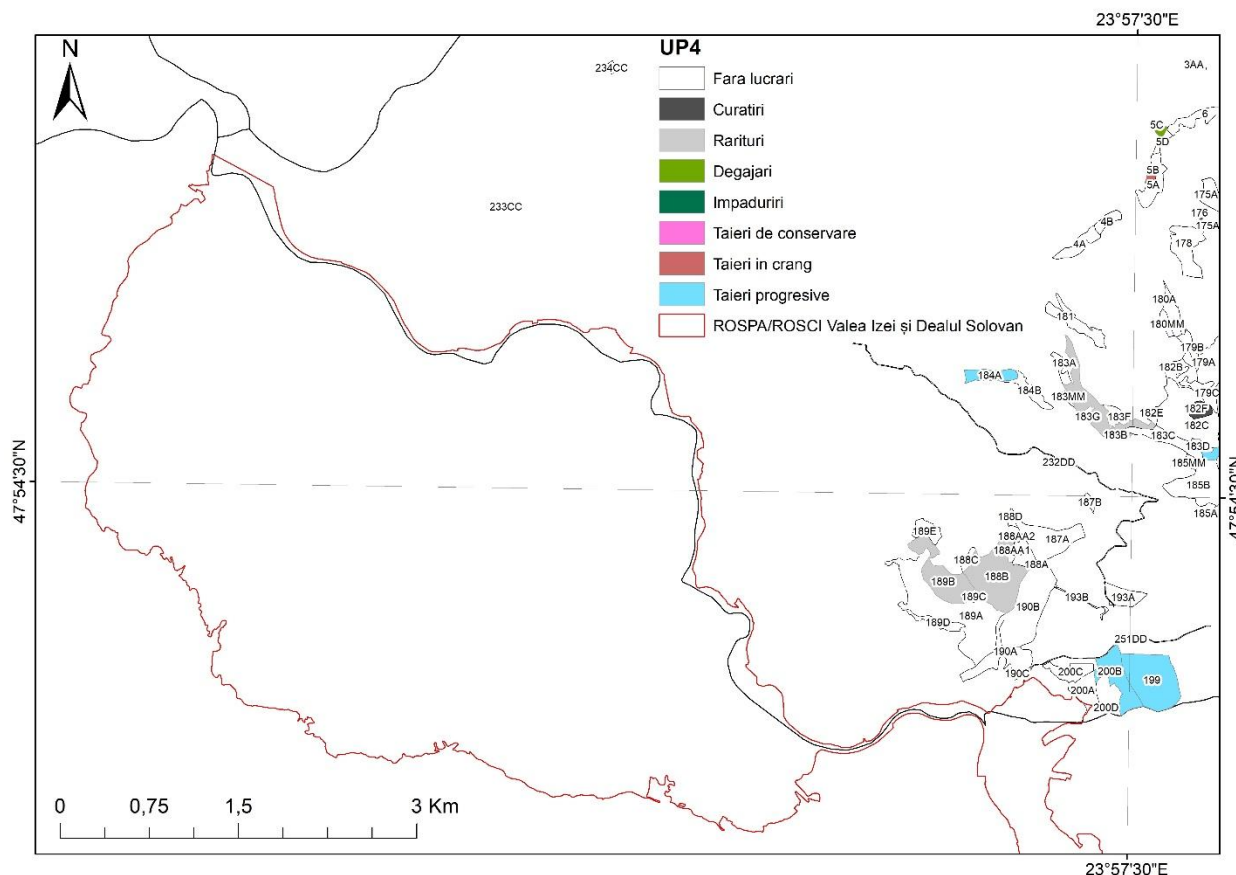 23°57'30"E
N
UP4
Fara lucrari
Curatiri
Rarituri
Degajari
Impaduriri
Taieri de conservare
Taieri in crang
Taieri progresive
ROSPA/ROSCI Valea Izei și Dealul Solovan
234CC
3AA,
6
5C
5D
5B
5A
175A
176
175A
178
4B
4A
233CC
180A
180MM
181
179B
179A
182B
183A
184A
184B
183MM
179C
182F
182C
182E
183F
183G
183B
183C
183D
185MM
185B
185A
232DD
187B
47°54'30"N
47°54'30"N
188D
189E
188AA2
187A
188AA1
188C
188A
188B
189B
189C
190B
193B
193A
189A
189D
251DD
190A
190C
200C
200B
199
200A
200D
0 0,75 1,5 3 Km
23°57'30"E